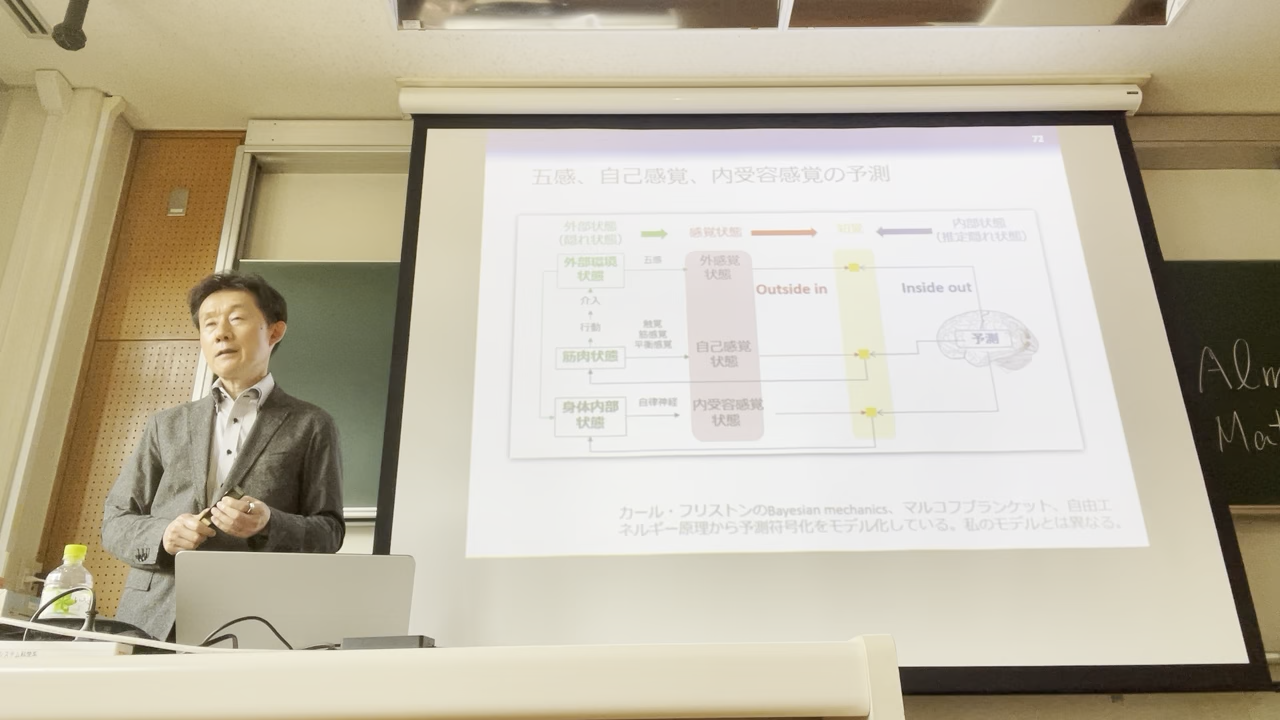 72
五感、自己感覚、内受容感覚の予測
外部状態
(隠れ状態)
感覚状態
知覚
内部状態
(推定隠れ状態)
外部環境
状態
五感
外感覚
状態
Outside in
Inside out
介入
行動
触覚
筋感覚
平衡感覚
筋肉状態
自己感覚
状態
予測
身体内部
状態
自律神経
内受容感覚
状態
カール・フリストンのBayesian mechanics、マルコフブランケット、自由エ
ネルギー原理から予測符号化をモデル化している。私のモデルとは異なる。
Alm
Mat